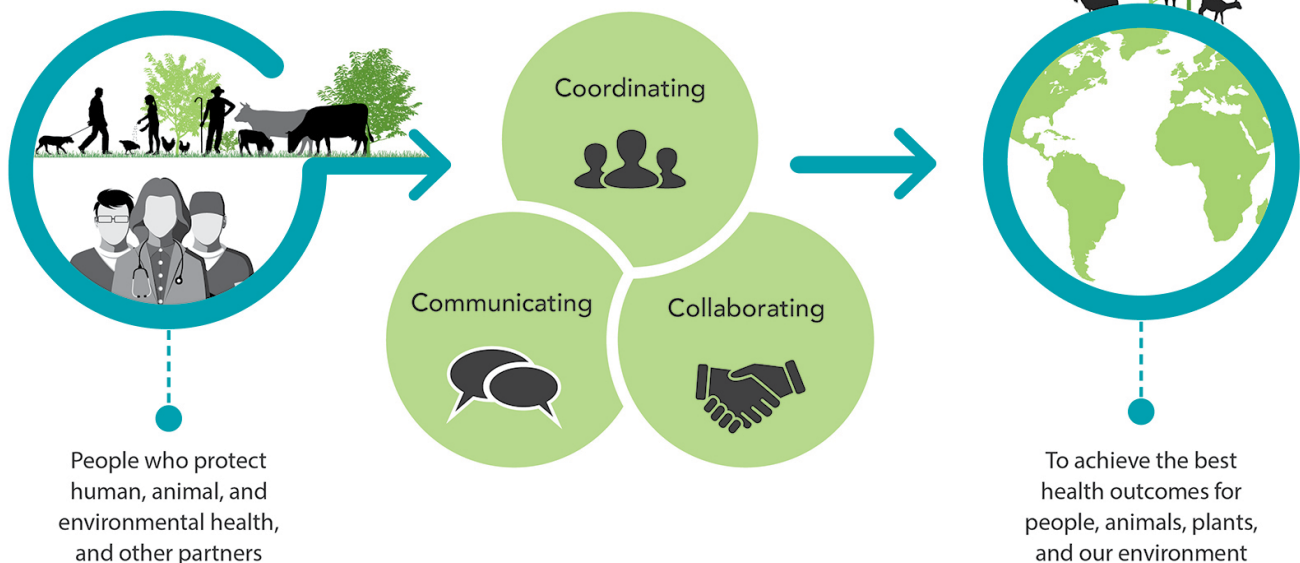 Coordinating
Communicating
Collaborating
People who protect
human, animal, and
environmental health,
and other partners
To achieve the best
health outcomes for
people, animals, plants,
and our environment